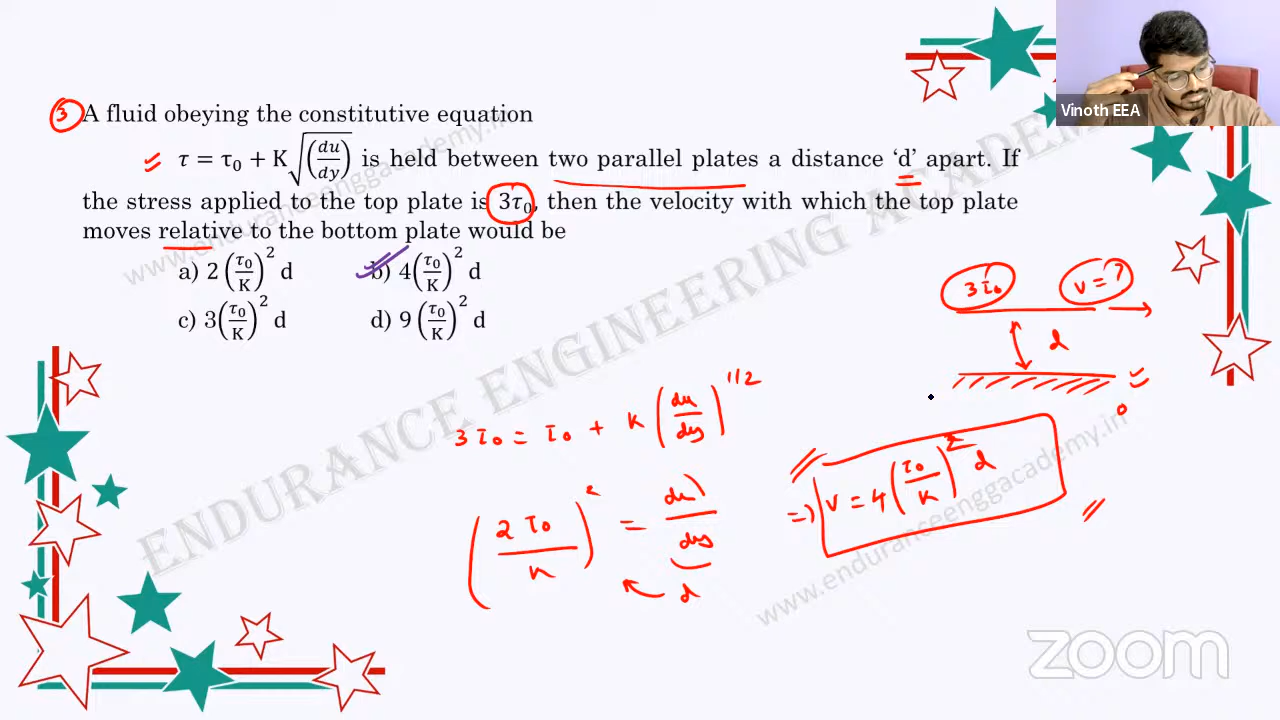 3 A fluid obeying the constitutive equation
τ = τ₀ + K√(du/dy) is held between two parallel plates a distance ‘d’ apart. If
the stress applied to the top plate is 3τ₀, then the velocity with which the top plate
moves relative to the bottom plate would be
a) 2 (τ₀/K)² d b) 4(τ₀/K)² d
c) 3(τ₀/K)² d d) 9 (τ₀/K)² d
Vinoth EEA
3τ₀ v = ?
d
0
3τ₀ = τ₀ + K (du/dy)^1/2
(2τ₀/K)² = du/dy
d
=> v = 4 (τ₀/K)² d
ENDURANCE ENGINEERING ACADEMY
www.enduranceenggacademy.in
www.enduranceenggacademy.in
zoom